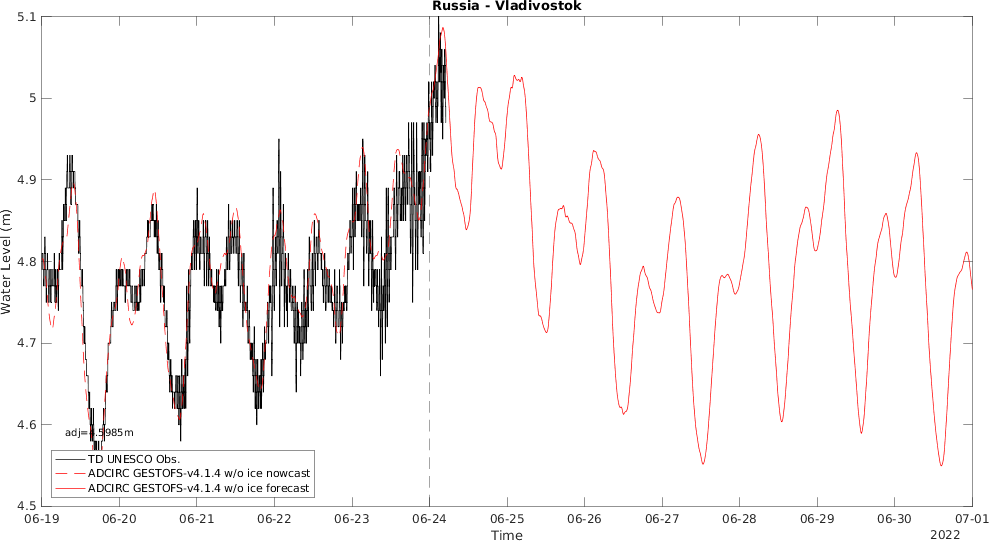 Russia - Vladivostok
5.1
5
4.9
4.8
4.7
4.6
4.5
Water Level (m)
adj=4.5985m
TD UNESCO Obs.
ADCIRC GESTOFS-v4.1.4 w/o ice nowcast
ADCIRC GESTOFS-v4.1.4 w/o ice forecast
06-19 06-20 06-21 06-22 06-23 06-24 06-25 06-26 06-27 06-28 06-29 06-30 07-01
Time
2022